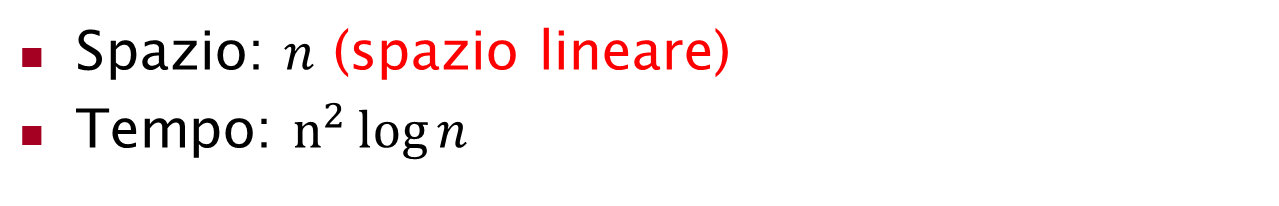 ▪ Spazio: n (spazio lineare)
▪ Tempo: n² log n